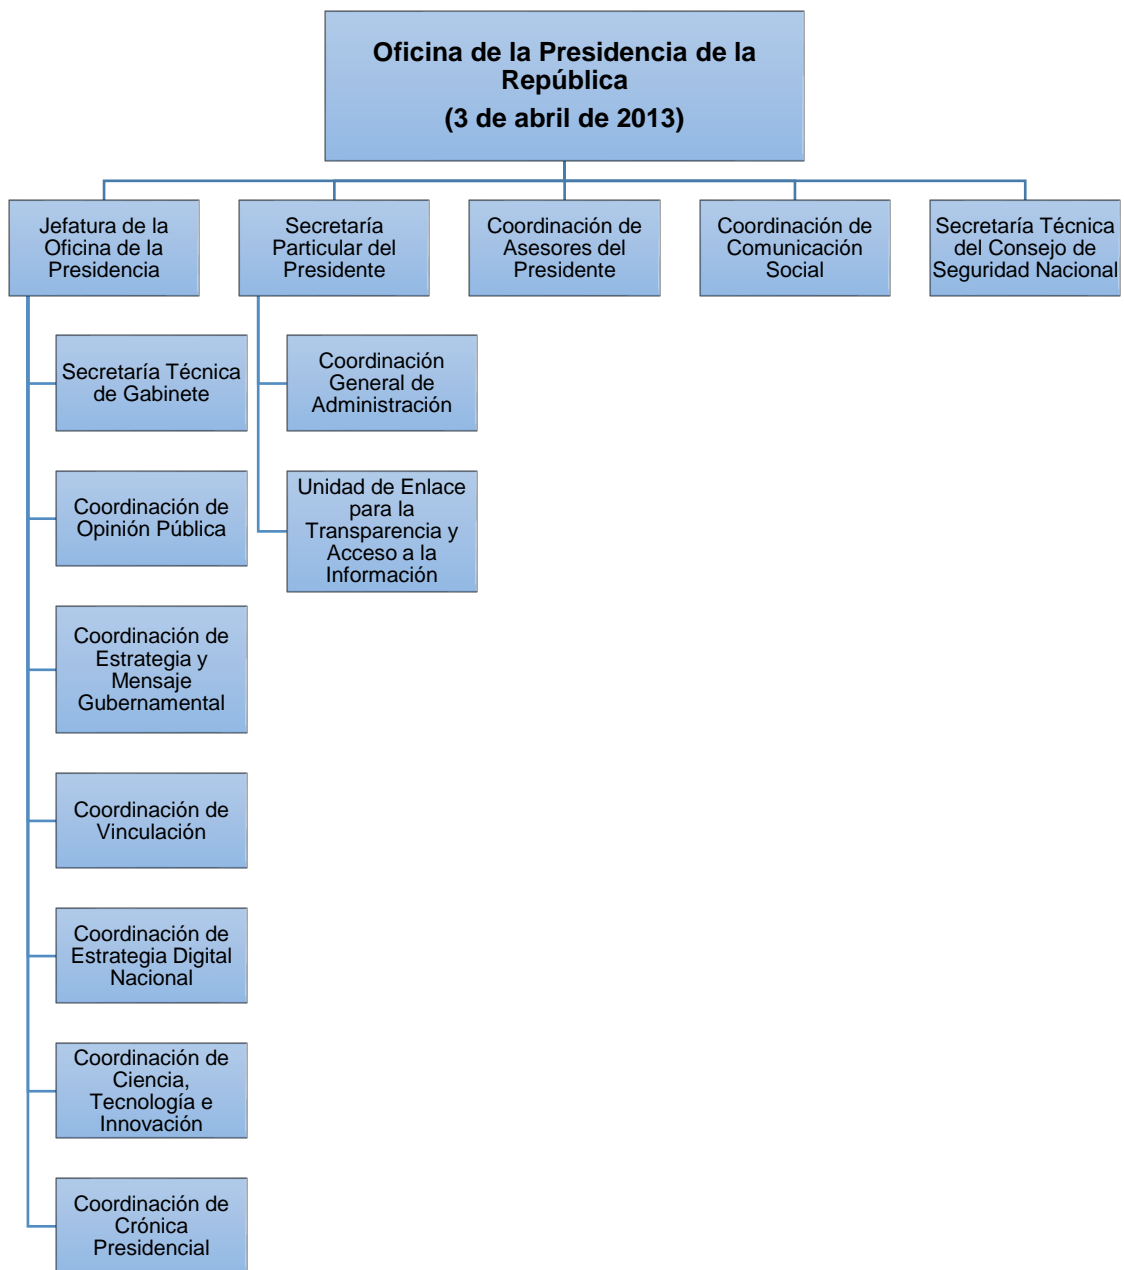 Oficina de la Presidencia de la
República
(3 de abril de 2013)
Jefatura de la
Oficina de la
Presidencia
Secretaría
Particular del
Presidente
Coordinación de
Asesores del
Presidente
Coordinación de
Comunicación
Social
Secretaría Técnica
del Consejo de
Seguridad Nacional
Secretaría Técnica
de Gabinete
Coordinación de
Opinión Pública
Coordinación de
Estrategia y
Mensaje
Gubernamental
Coordinación de
Vinculación
Coordinación de
Estrategia Digital
Nacional
Coordinación de
Ciencia,
Tecnología e
Innovación
Coordinación de
Crónica
Presidencial
Coordinación
General de
Administración
Unidad de Enlace
para la
Transparencia y
Acceso a la
Información